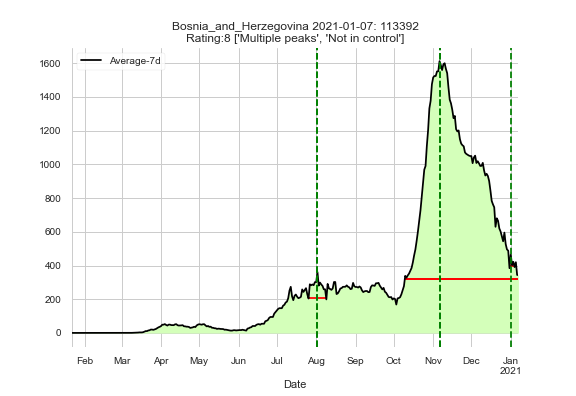 Bosnia_and_Herzegovina 2021-01-07: 113392
Rating:8 ['Multiple peaks', 'Not in control']
Average-7d
1600
1400
1200
1000
800
600
400
200
0
Feb Mar Apr May Jun Jul Aug Sep Oct Nov Dec Jan
2021
Date